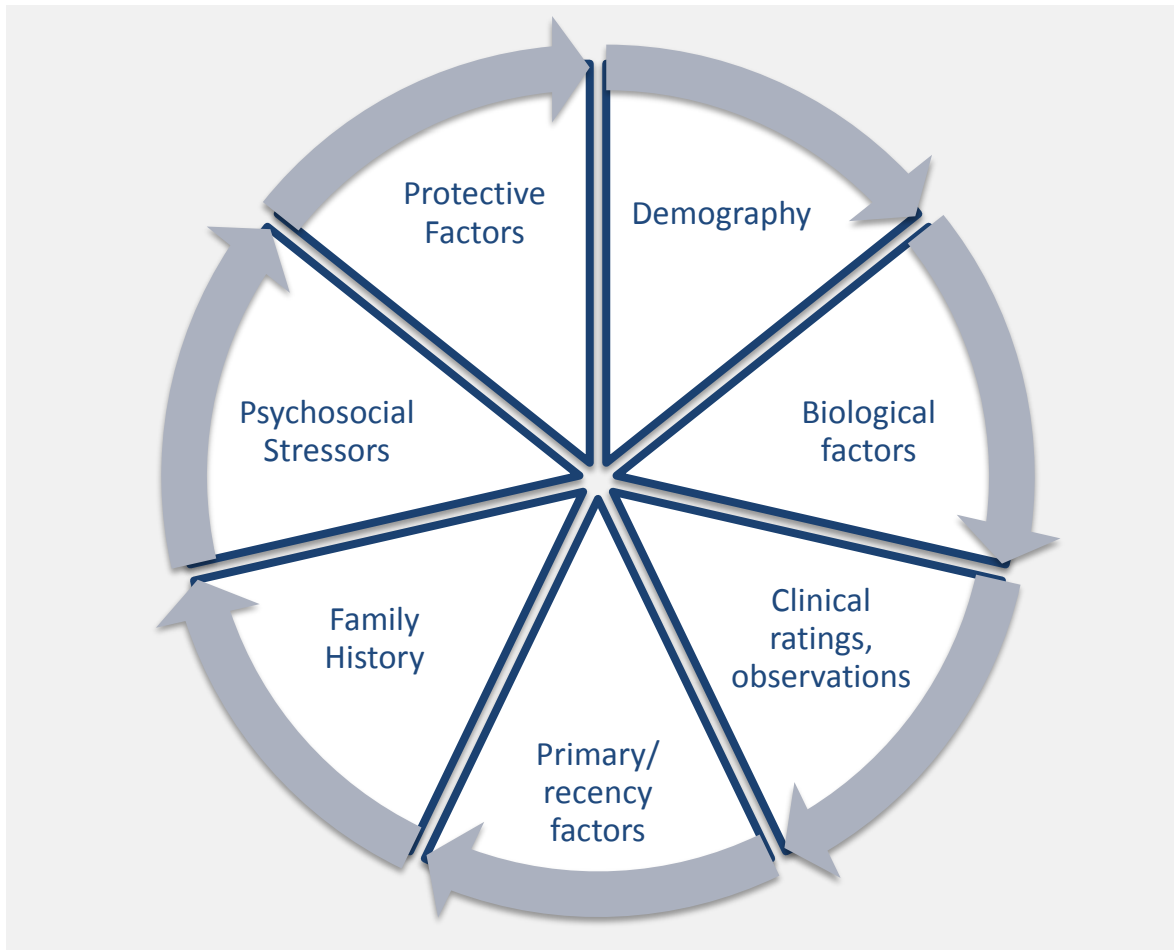 Protective
Factors
Demography
Psychosocial
Stressors
Biological
factors
Family
History
Clinical
ratings,
observations
Primary/
recency
factors